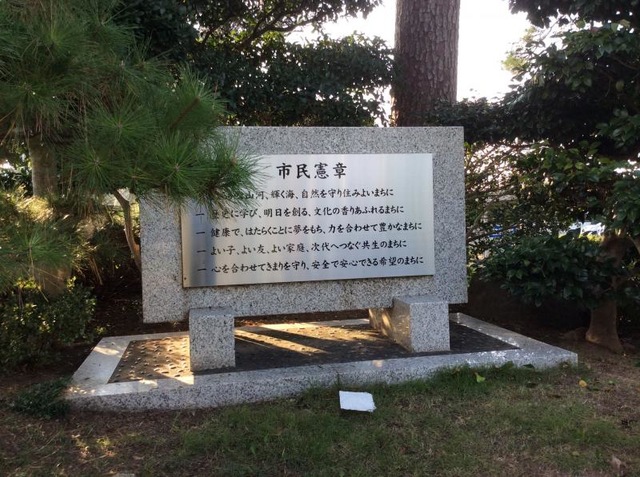 市民憲章
山河、輝く海、自然を守り住みよいまちに
一 歴史に学び、明日を創る、文化の香りあふれるまちに
一 健康で、はたらくことに夢をもち、力を合わせて豊かなまちに
一 よい子、よい友、よい家庭、次代へつなぐ共生のまちに
一 心を合わせてきまりを守り、安全で安心できる希望のまちに